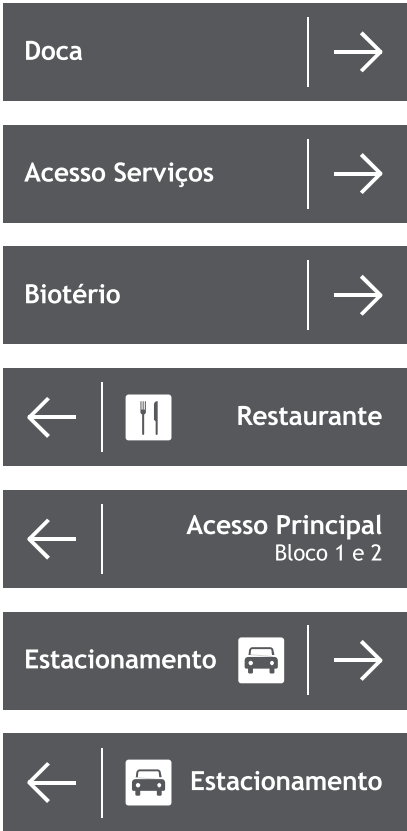 Doca
Acesso Serviços
Biotério
Restaurante
Acesso Principal
Bloco 1 e 2
Estacionamento
Estacionamento